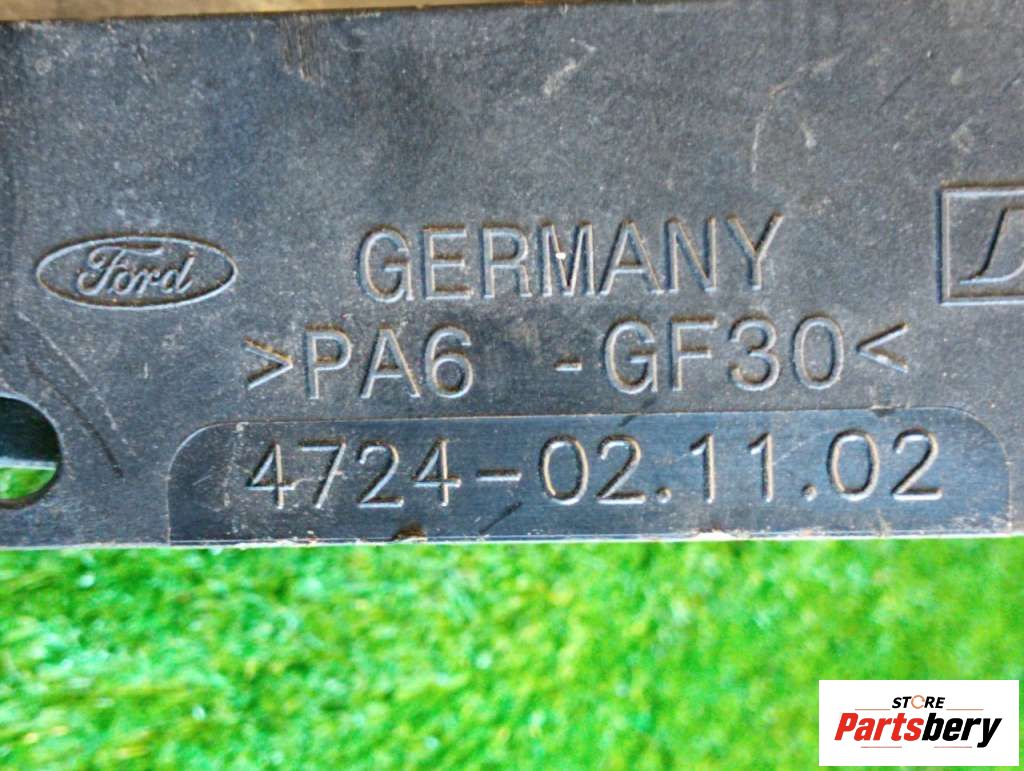 Ford
GERMANY
>PA6 -GF30<
4724-02.11.02
STORE
Partsbery